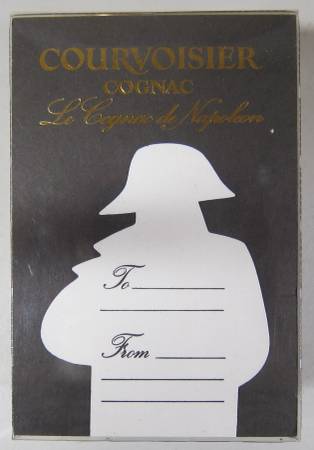 COURVOISIER
COGNAC
Le Cognac de Napoleon
To
From